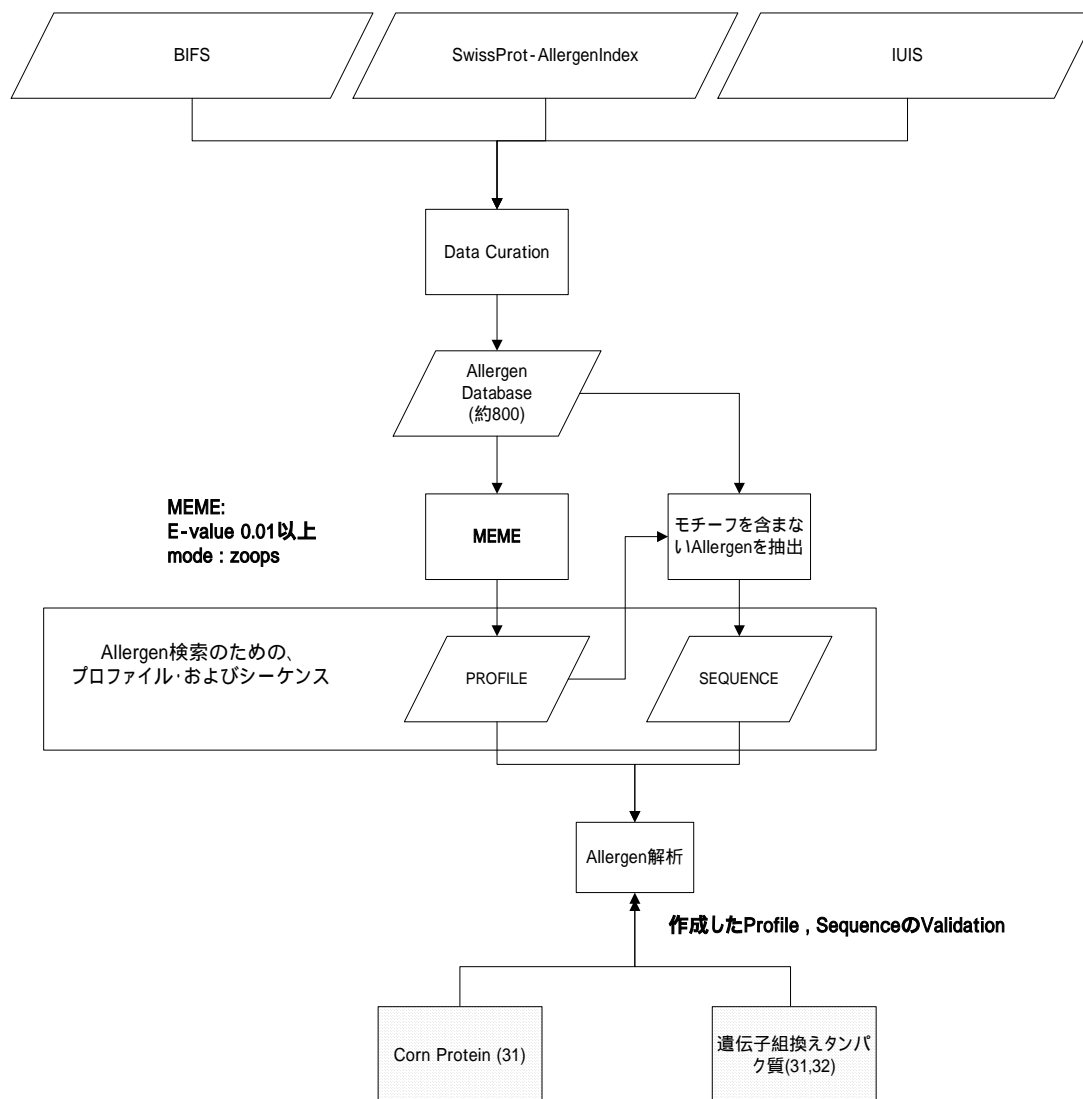 BIFS
SwissProt-AllergenIndex
IUIS
Data Curation
Allergen
Database
(約800)
MEME:
E-value 0.01以上
mode : zoops
MEME
モチーフを含まな
いAllergenを抽出
Allergen検索のための、
プロファイル・およびシーケンス
PROFILE
SEQUENCE
Allergen解析
作成したProfile , SequenceのValidation
Corn Protein (31)
遺伝子組換えタンパ
ク質(31,32)